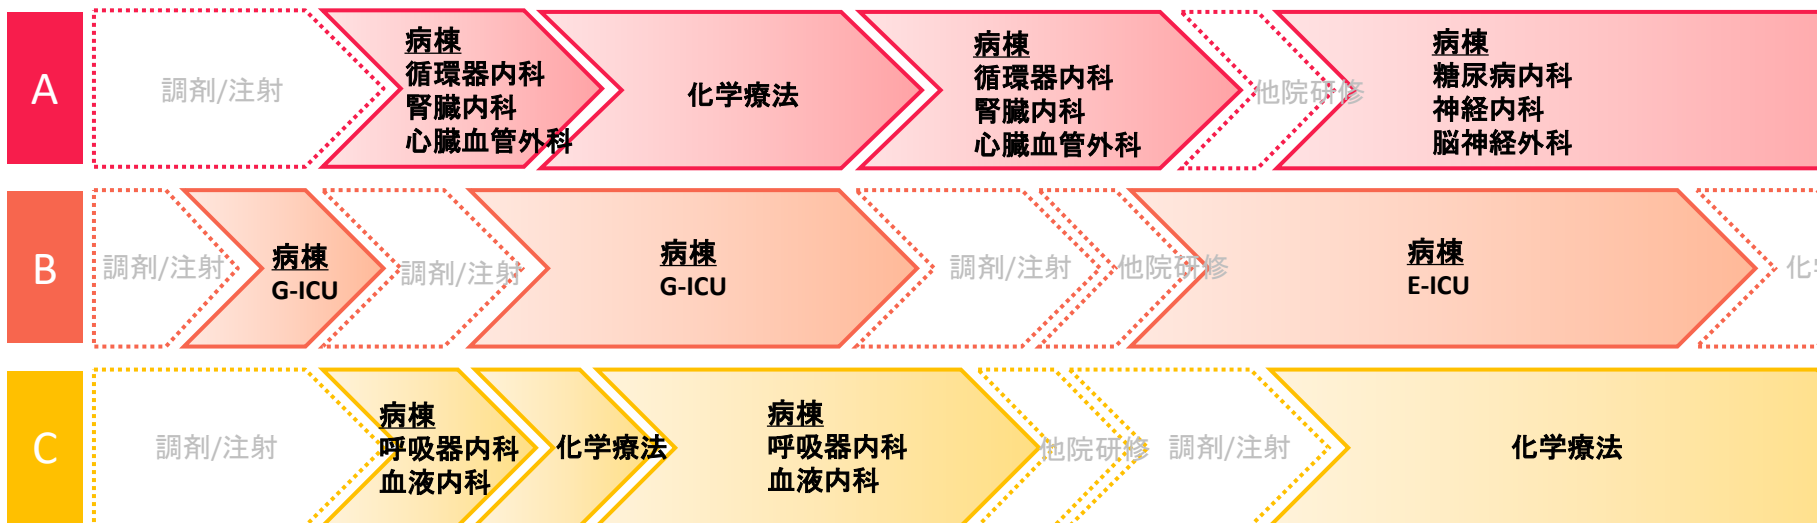 A
調剤/注射
病棟
循環器内科
腎臓内科
心臓血管外科
化学療法
病棟
循環器内科
腎臓内科
心臓血管外科
他院研修
病棟
糖尿病内科
神経内科
脳神経外科
B
調剤/注射
病棟
G-ICU
調剤/注射
病棟
G-ICU
調剤/注射
他院研修
病棟
E-ICU
化
C
調剤/注射
病棟
呼吸器内科
血液内科
化学療法
病棟
呼吸器内科
血液内科
他院研修
調剤/注射
化学療法